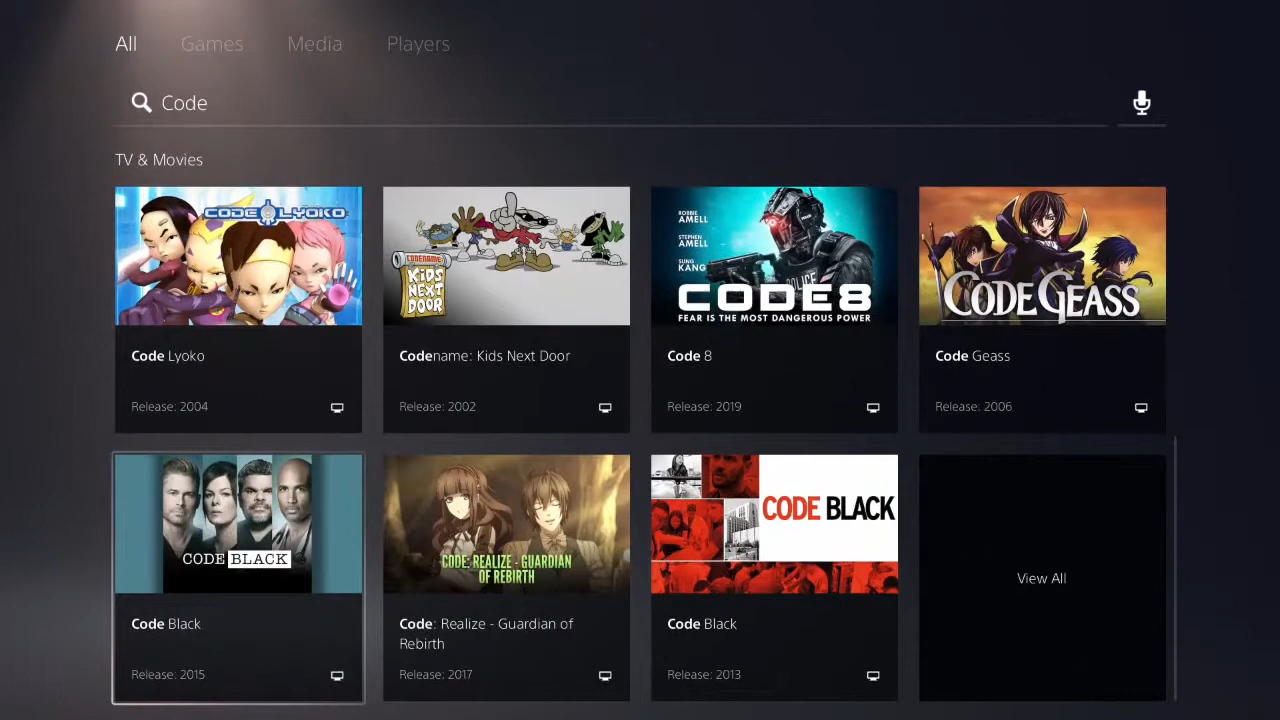 All Games Media Players
Code
TV & Movies
CODE LYOKO
Code Lyoko
Release: 2004
CODENAME:
KIDS
NEXT
DOOR
Codename: Kids Next Door
Release: 2002
ROBBIE
AMELL
STEPHEN
AMELL
SUNG
KANG
POLICE
CODE8
FEAR IS THE MOST DANGEROUS POWER
Code 8
Release: 2019
CODE GEASS
Code Geass
Release: 2006
CODE BLACK
Code Black
Release: 2015
CODE: REALIZE - GUARDIAN
OF REBIRTH
Code: Realize - Guardian of
Rebirth
Release: 2017
CODE BLACK
Code Black
Release: 2013
View All